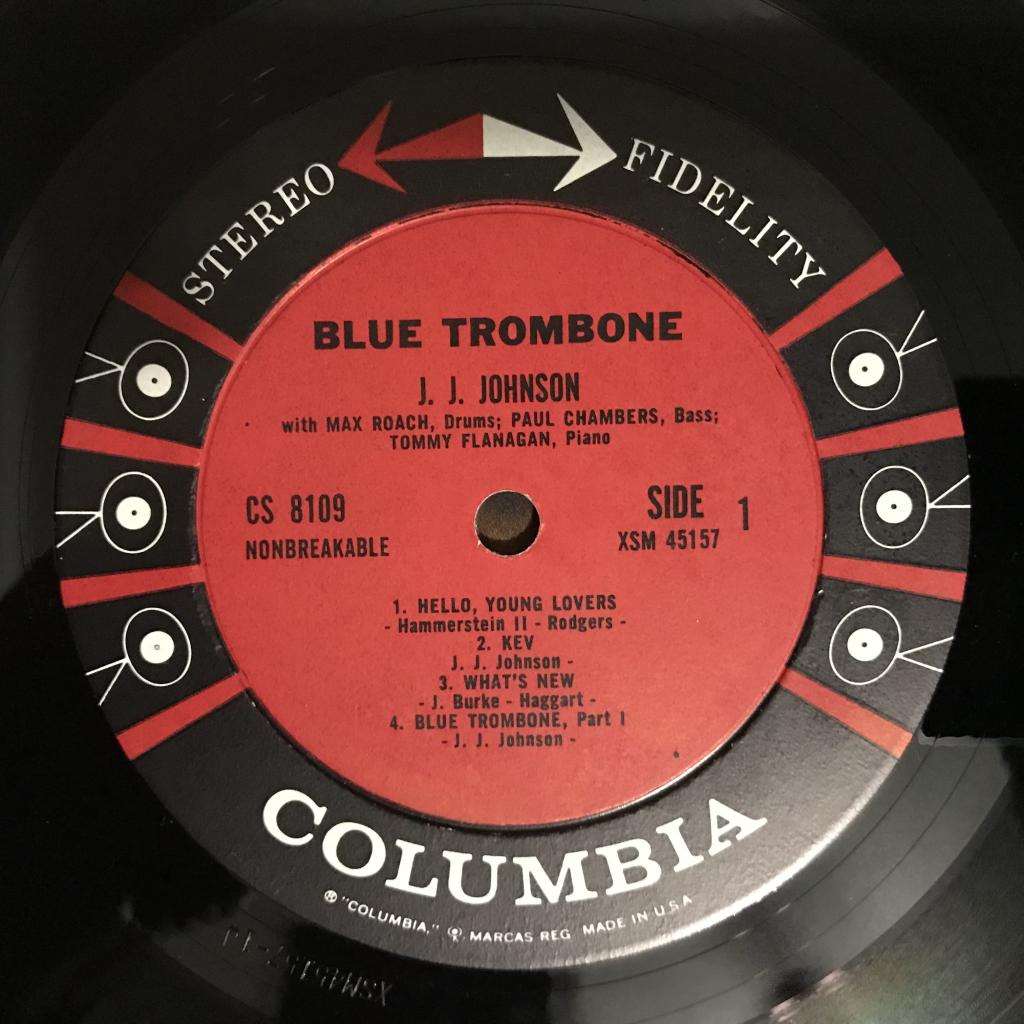 STEREO FIDELITY
BLUE TROMBONE
J. J. JOHNSON
with MAX ROACH, Drums; PAUL CHAMBERS, Bass;
TOMMY FLANAGAN, Piano
CS 8109
NONBREAKABLE
SIDE 1
XSM 45157
1. HELLO, YOUNG LOVERS
- Hammerstein II - Rodgers -
2. KEV
J. J. Johnson -
3. WHAT'S NEW
- J. Burke - Haggart -
4. BLUE TROMBONE, Part I
- J. J. Johnson -
COLUMBIA
® "COLUMBIA," ® MARCAS REG. MADE IN U.S.A